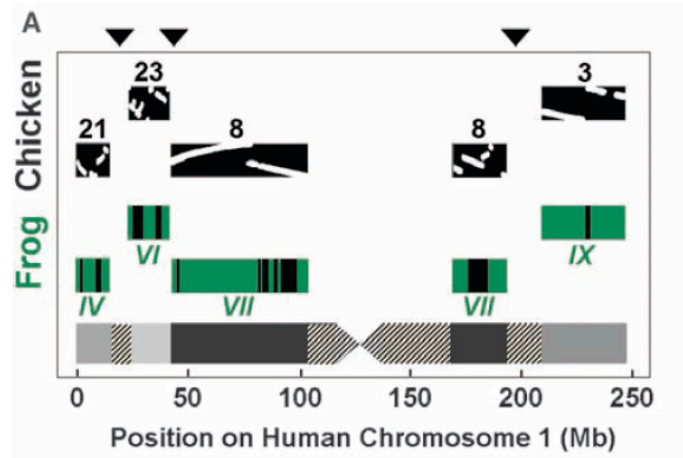 A
Chicken
23
3
21
8
8
Frog
VI
IX
IV
VII
VII
0 50 100 150 200 250
Position on Human Chromosome 1 (Mb)